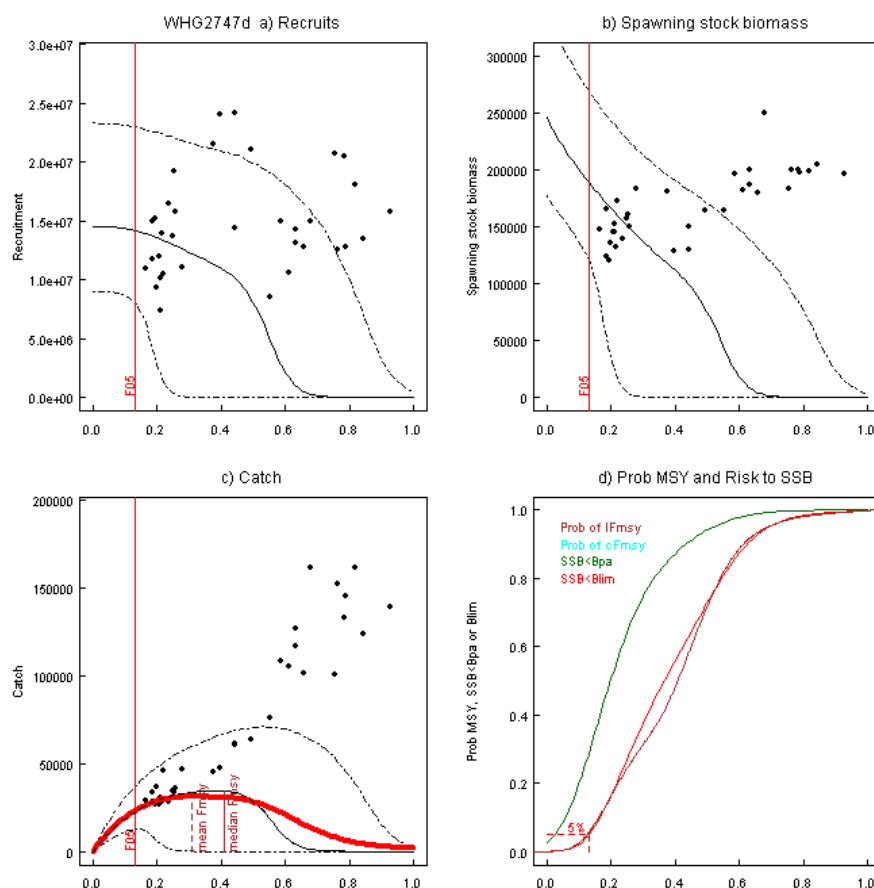 WHG2747d a) Recruits
b) Spawning stock biomass
Recruitment
3.0e+07
2.5e+07
2.0e+07
1.5e+07
1.0e+07
5.0e+06
0.0e+00
F05
0.0 0.2 0.4 0.6 0.8 1.0
Spawning stock biomass
300000
250000
200000
150000
100000
50000
0
F05
0.0 0.2 0.4 0.6 0.8 1.0
c) Catch
d) Prob MSY and Risk to SSB
Catch
200000
150000
100000
50000
0
F05
mean Fmsy
median Fmsy
0.0 0.2 0.4 0.6 0.8 1.0
Prob MSY, SSB<Bpa or Blim
1.0
0.8
0.6
0.4
0.2
0.0
Prob of lFmsy
Prob of cFmsy
SSB<Bpa
SSB<Blim
5%
0.0 0.2 0.4 0.6 0.8 1.0